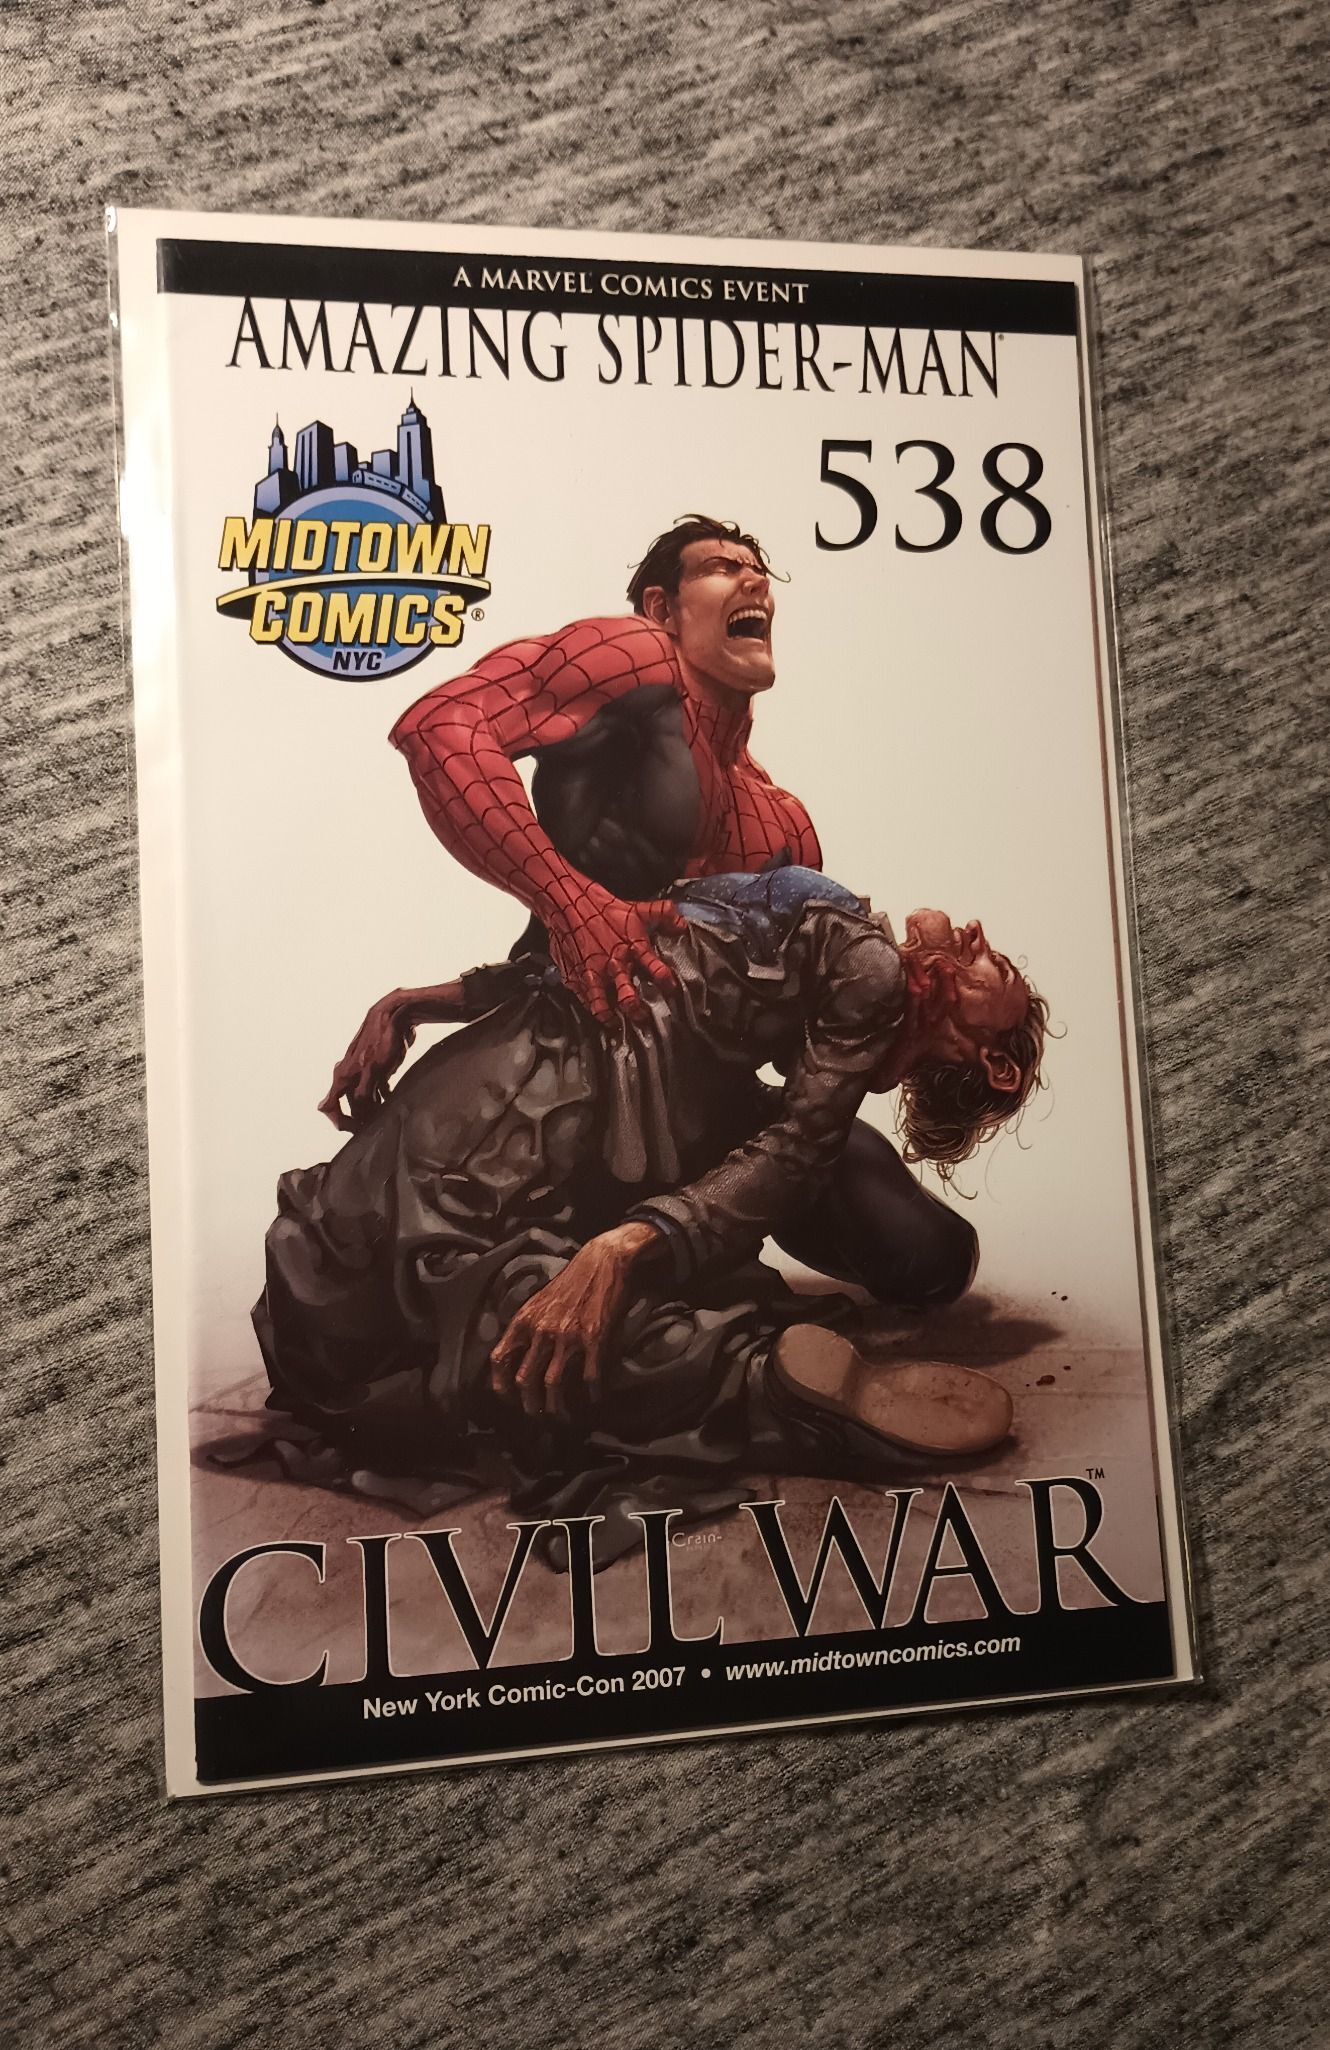 A MARVEL COMICS EVENT
AMAZING SPIDER-MAN®
538
MIDTOWN
COMICS®
NYC
Crain-
CIVIL WAR™
New York Comic-Con 2007 • www.midtowncomics.com